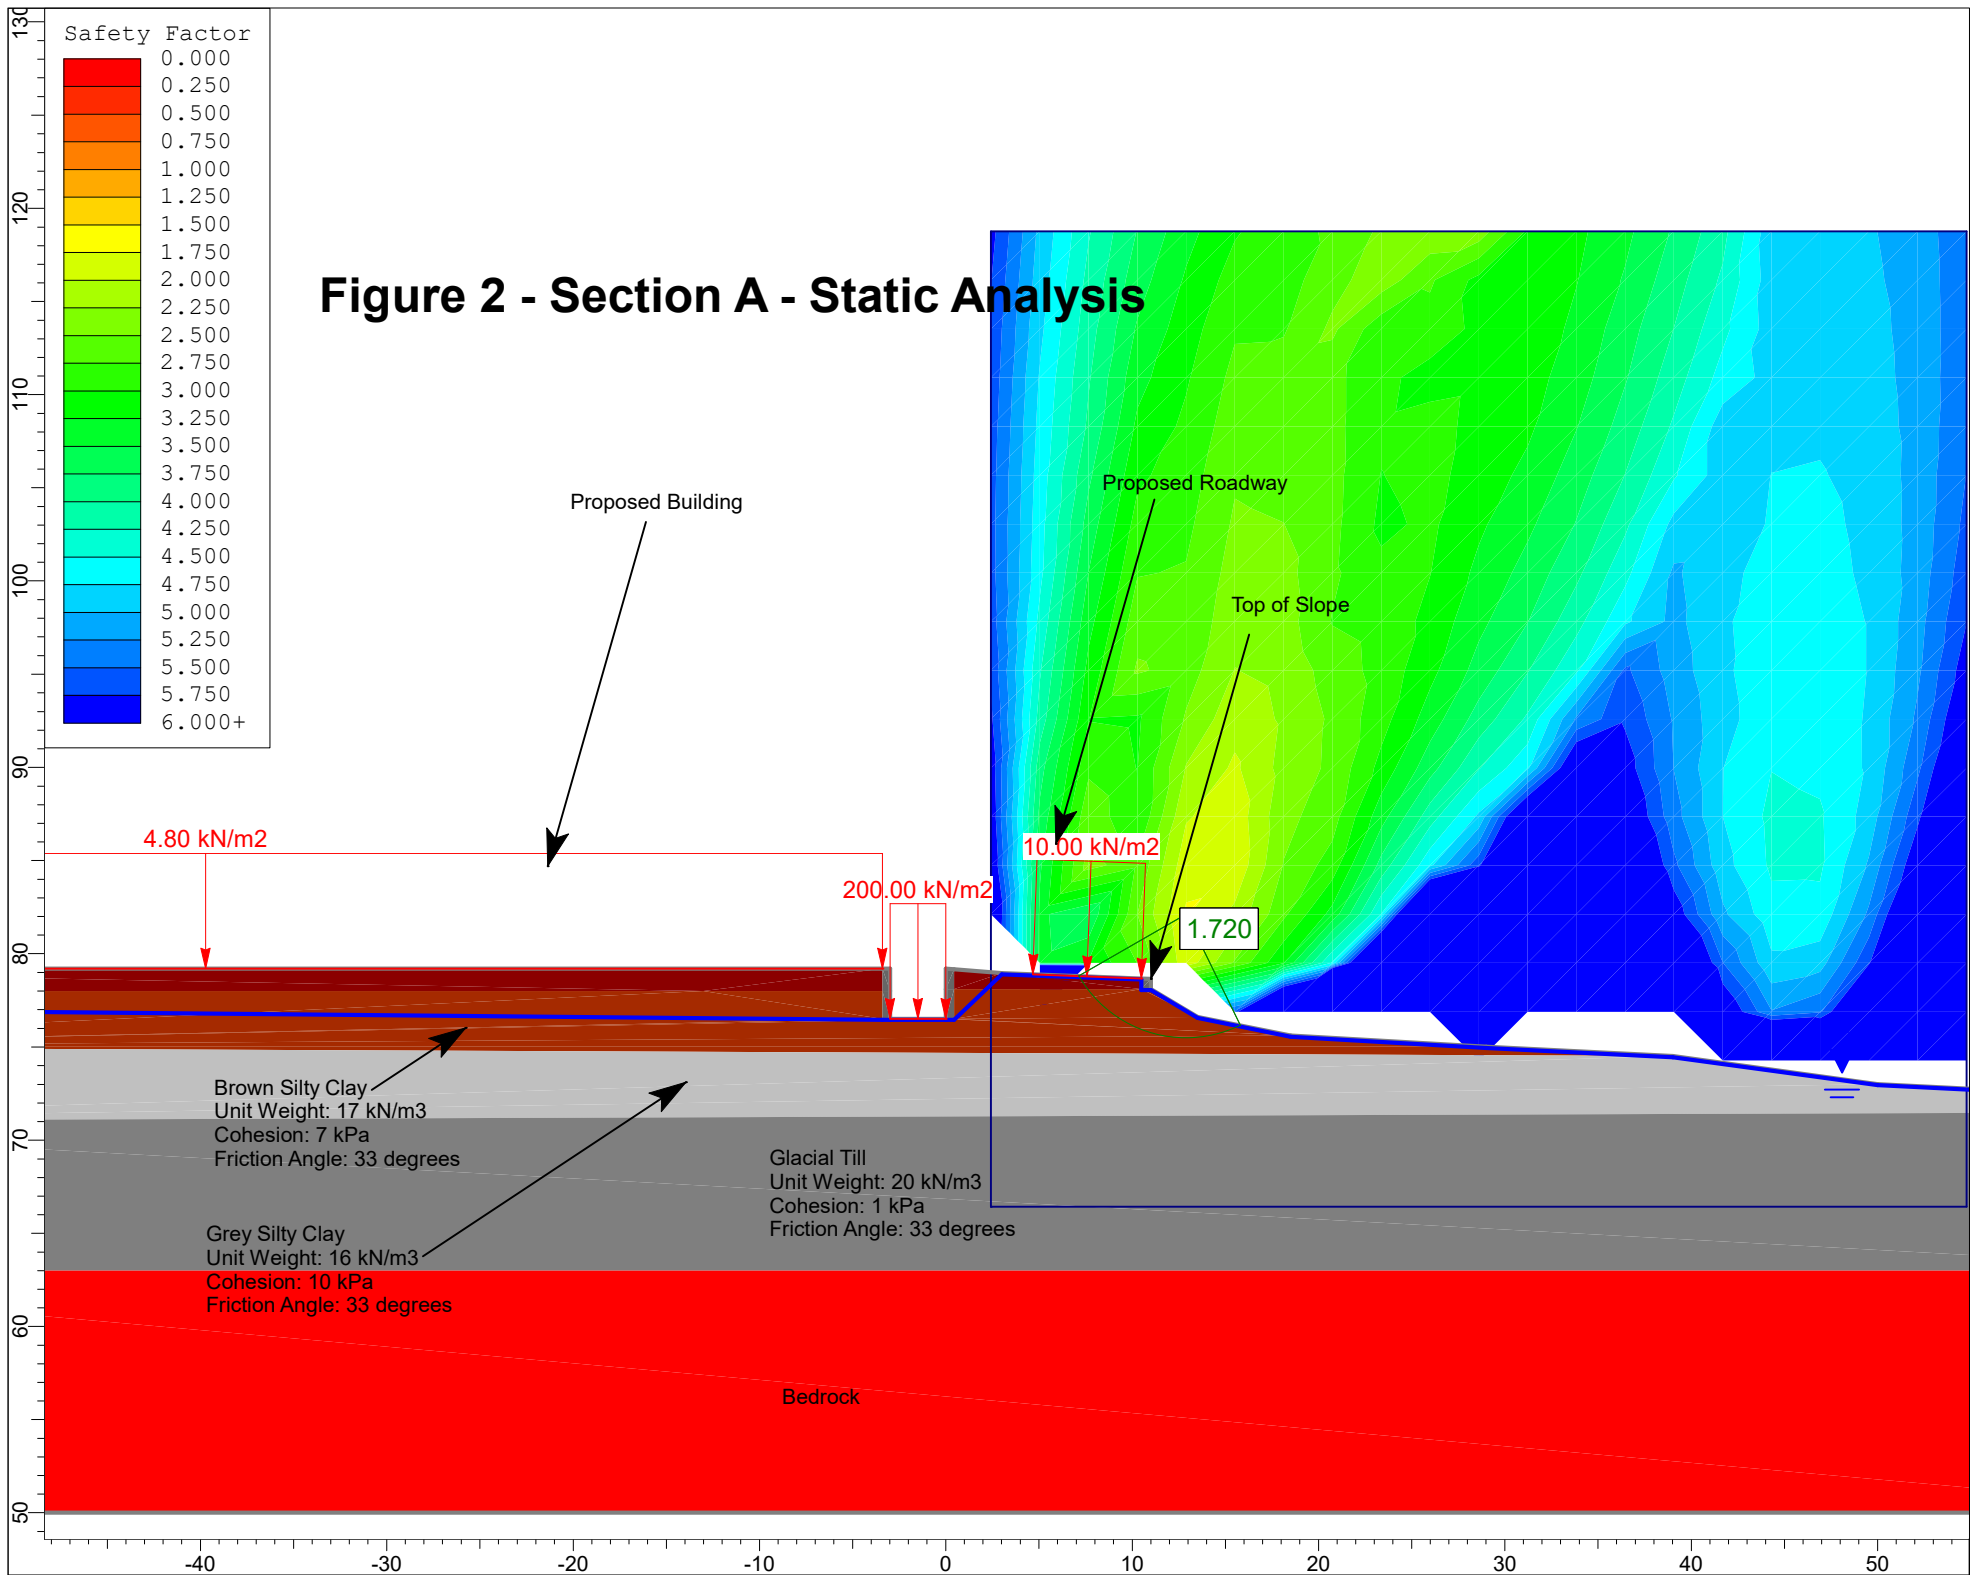 Safety Factor
0.000
0.250
0.500
0.750
1.000
1.250
1.500
1.750
2.000
2.250
2.500
2.750
3.000
3.250
3.500
3.750
4.000
4.250
4.500
4.750
5.000
5.250
5.500
5.750
6.000+
Figure 2 - Section A - Static Analysis
Proposed Building
Proposed Roadway
Top of Slope
4.80 kN/m2
200.00 kN/m2
10.00 kN/m2
1.720
Brown Silty Clay
Unit Weight: 17 kN/m3
Cohesion: 7 kPa
Friction Angle: 33 degrees
Grey Silty Clay
Unit Weight: 16 kN/m3
Cohesion: 10 kPa
Friction Angle: 33 degrees
Glacial Till
Unit Weight: 20 kN/m3
Cohesion: 1 kPa
Friction Angle: 33 degrees
Bedrock
130
120
110
100
90
80
70
60
50
-40
-30
-20
-10
0
10
20
30
40
50